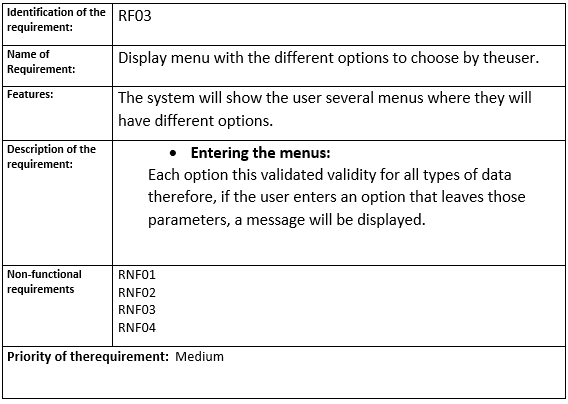 Identification of the
requirement:
RF03
Name of
Requirement:
Display menu with the different options to choose by theuser.
Features:
The system will show the user several menus where they will
have different options.
Description of the
requirement:
• Entering the menus:
Each option this validated validity for all types of data
therefore, if the user enters an option that leaves those
parameters, a message will be displayed.
Non-functional
requirements
RNF01
RNF02
RNF03
RNF04
Priority of therequirement: Medium